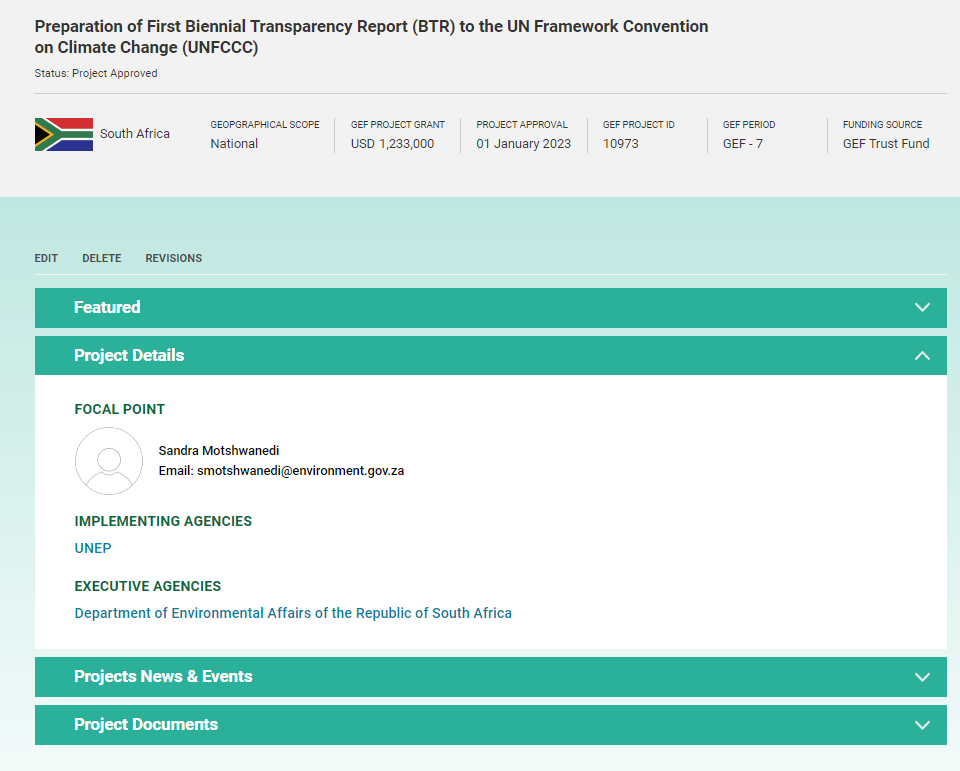 Preparation of First Biennial Transparency Report (BTR) to the UN Framework Convention
on Climate Change (UNFCCC)
Status: Project Approved
South Africa
GEOPGRAPHICAL SCOPE
National
GEF PROJECT GRANT
USD 1,233,000
PROJECT APPROVAL
01 January 2023
GEF PROJECT ID
10973
GEF PERIOD
GEF - 7
FUNDING SOURCE
GEF Trust Fund
EDIT DELETE REVISIONS
Featured
Project Details
FOCAL POINT
Sandra Motshwanedi
Email: smotshwanedi@environment.gov.za
IMPLEMENTING AGENCIES
UNEP
EXECUTIVE AGENCIES
Department of Environmental Affairs of the Republic of South Africa
Projects News & Events
Project Documents